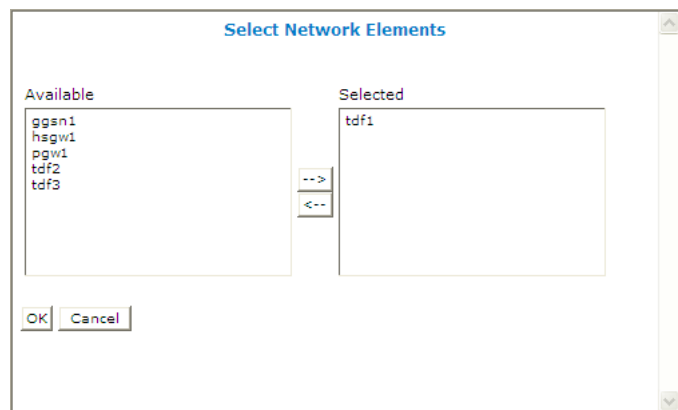 Select Network Elements
Available
Selected
ggsn1
hsgw1
pgw1
tdf2
tdf3
tdf1
-->
<--
OK
Cancel